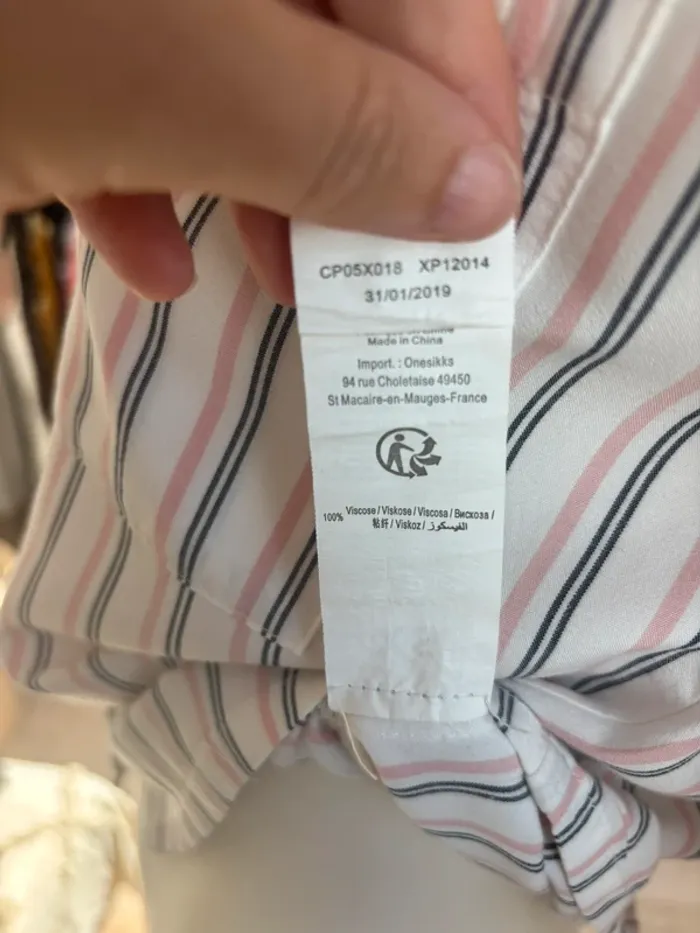 CP05X018 XP12014
31/01/2019
Made in China
Import. : Onesikks
94 rue Choletaise 49450
St Macaire-en-Mauges-France
100% Viscose / Viskose / Viscosa / Вискоза /
粘纤 / Viskoz / الفيسكوز